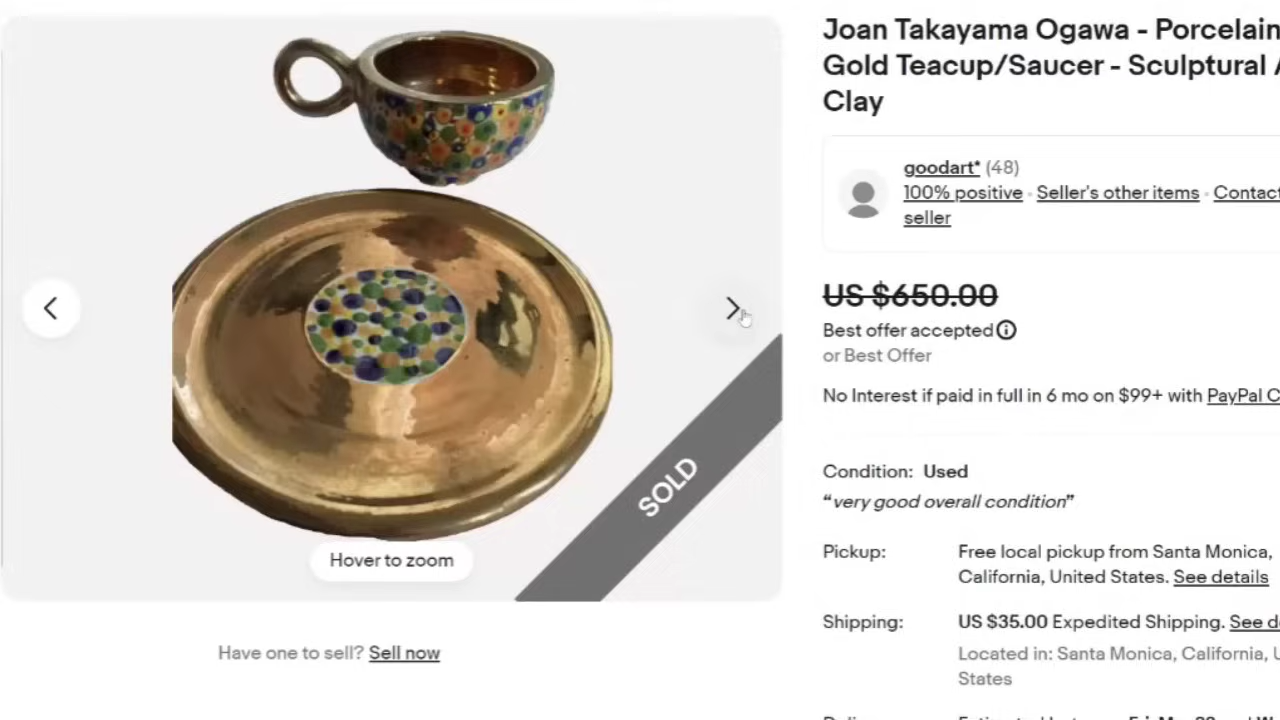 Joan Takayama Ogawa - Porcelain
Gold Teacup/Saucer - Sculptural
Clay
goodart* (48)
100% positive · Seller's other items · Contact
seller
US $650.00
Best offer accepted
or Best Offer
No Interest if paid in full in 6 mo on $99+ with PayPal C
Condition: Used
“very good overall condition”
Pickup: Free local pickup from Santa Monica,
California, United States. See details
Shipping: US $35.00 Expedited Shipping. See d
Located in: Santa Monica, California, U
States
SOLD
Hover to zoom
Have one to sell? Sell now